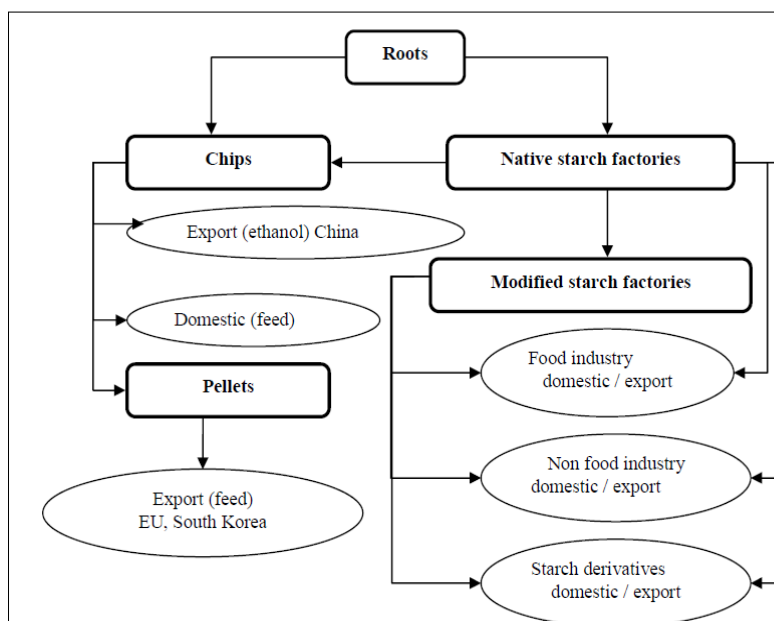 Roots
Chips
Native starch factories
Export (ethanol) China
Modified starch factories
Domestic (feed)
Food industry
domestic / export
Pellets
Non food industry
domestic / export
Export (feed)
EU, South Korea
Starch derivatives
domestic / export